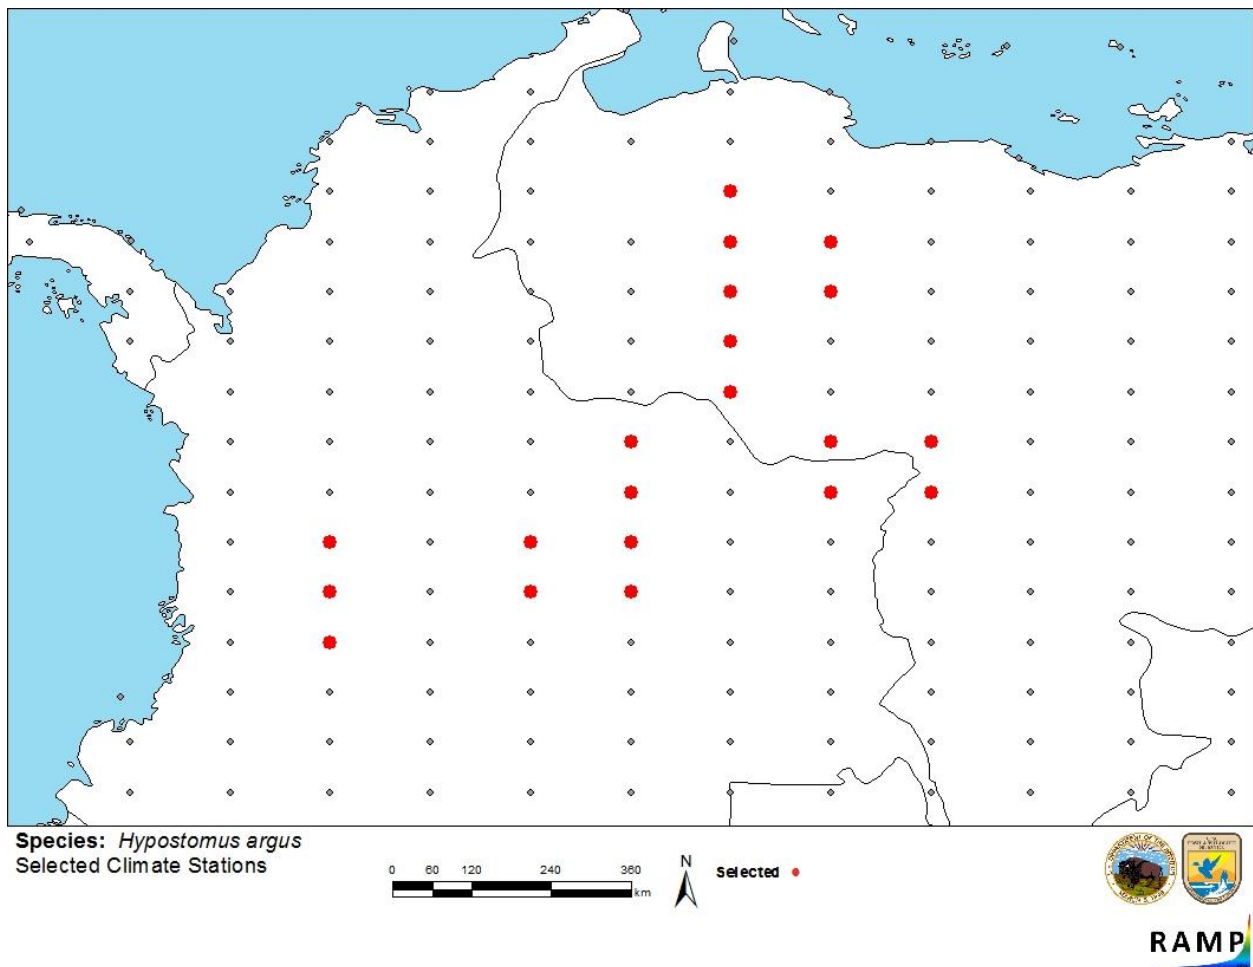 Species: Hypostomus argus
Selected Climate Stations
0 60 120 240 360
km
N
Selected
RAMP